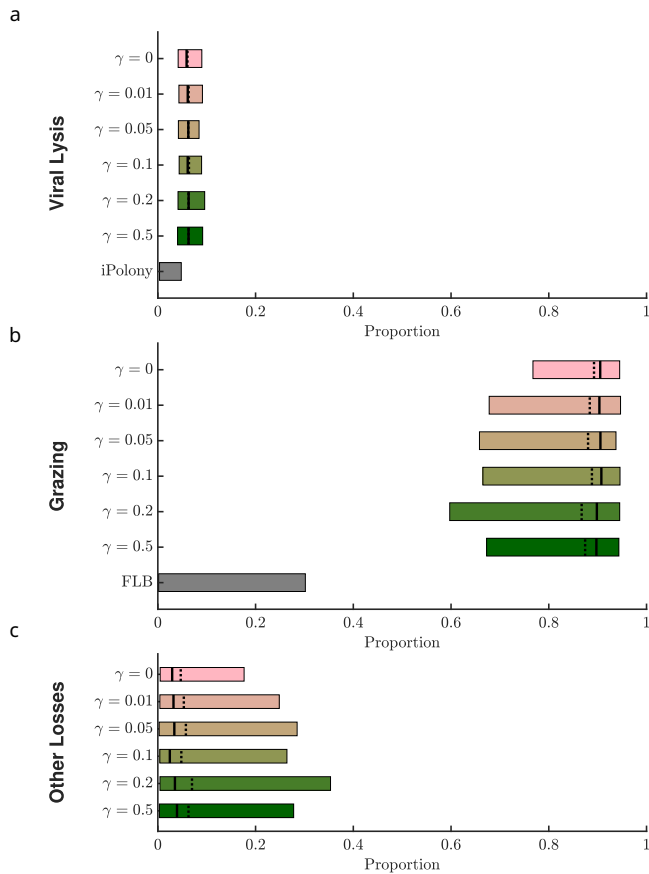 a
Viral Lysis
γ = 0
γ = 0.01
γ = 0.05
γ = 0.1
γ = 0.2
γ = 0.5
iPolony
0 0.2 0.4 0.6 0.8 1
Proportion
b
Grazing
γ = 0
γ = 0.01
γ = 0.05
γ = 0.1
γ = 0.2
γ = 0.5
FLB
0 0.2 0.4 0.6 0.8 1
Proportion
c
Other Losses
γ = 0
γ = 0.01
γ = 0.05
γ = 0.1
γ = 0.2
γ = 0.5
0 0.2 0.4 0.6 0.8 1
Proportion